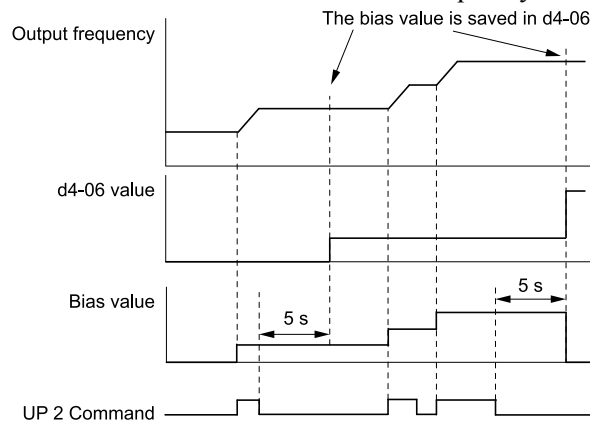 The bias value is saved in d4-06
Output frequency
d4-06 value
Bias value
5 s
5 s
UP 2 Command